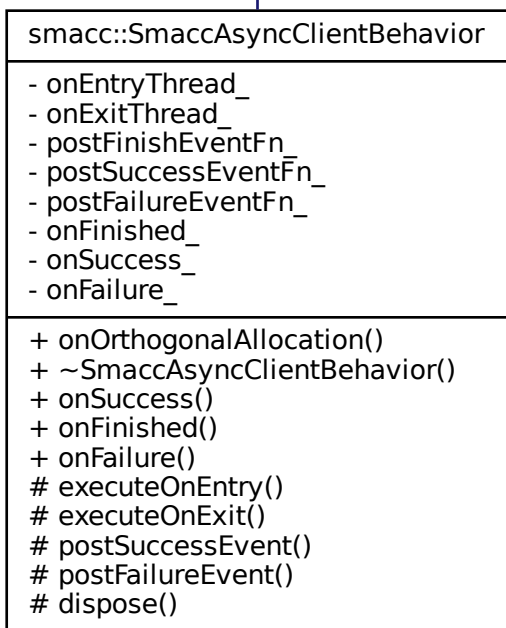 smacc::SmaccAsyncClientBehavior
- onEntryThread_
- onExitThread_
- postFinishEventFn_
- postSuccessEventFn_
- postFailureEventFn_
- onFinished_
- onSuccess_
- onFailure_
+ onOrthogonalAllocation()
+ ~SmaccAsyncClientBehavior()
+ onSuccess()
+ onFinished()
+ onFailure()
# executeOnEntry()
# executeOnExit()
# postSuccessEvent()
# postFailureEvent()
# dispose()